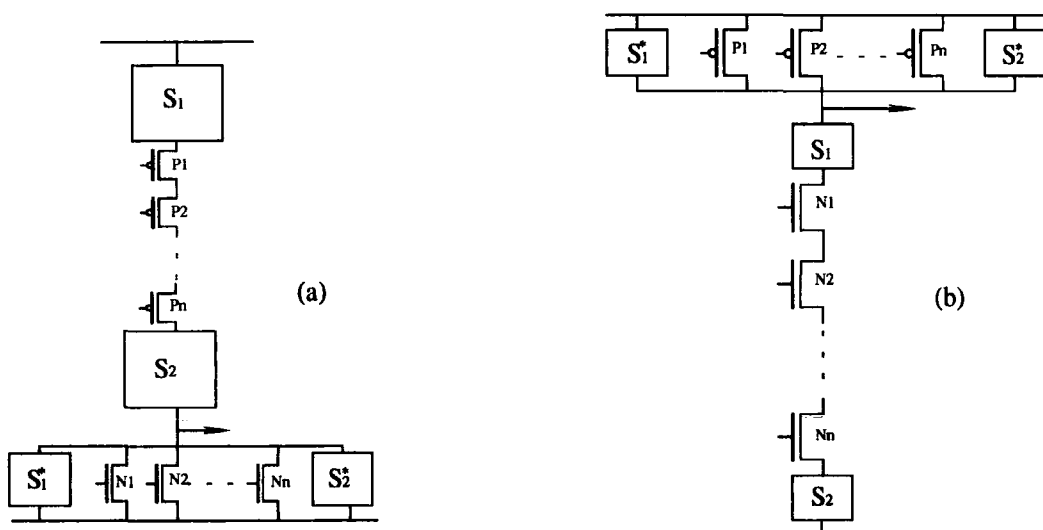 S1
P1
P2
Pn
S2
(a)
S1*
N1
N2
Nn
S2*
S1*
P1
P2
Pn
S2*
S1
N1
N2
Nn
S2
(b)